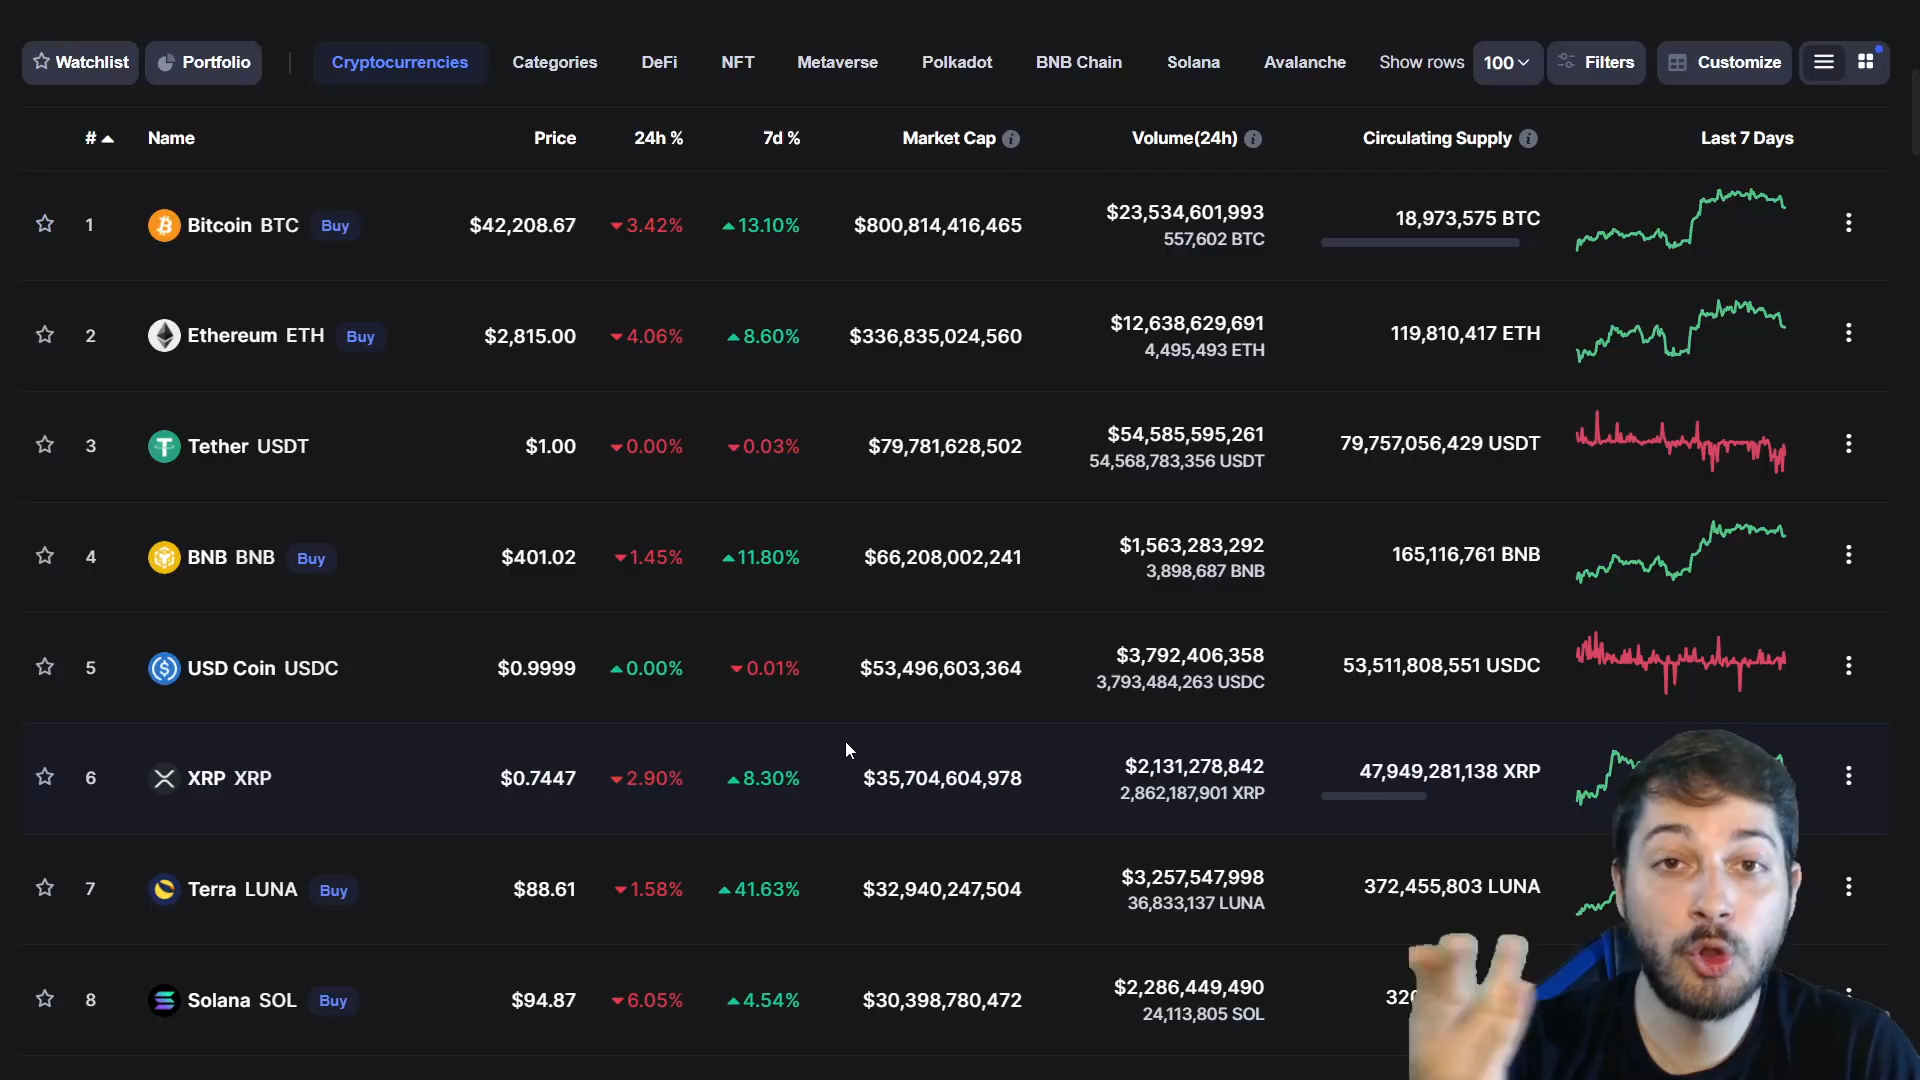 Watchlist Portfolio Cryptocurrencies Categories DeFi NFT Metaverse Polkadot BNB Chain Solana Avalanche Show rows 100 Filters Customize
# Name Price 24h % 7d % Market Cap Volume(24h) Circulating Supply Last 7 Days
1 Bitcoin BTC Buy $42,208.67 3.42% 13.10% $800,814,416,465 $23,534,601,993 18,973,575 BTC
557,602 BTC
2 Ethereum ETH Buy $2,815.00 4.06% 8.60% $336,835,024,560 $12,638,629,691 119,810,417 ETH
4,495,493 ETH
3 Tether USDT $1.00 0.00% 0.03% $79,781,628,502 $54,585,595,261 79,757,056,429 USDT
54,568,783,356 USDT
4 BNB BNB Buy $401.02 1.45% 11.80% $66,208,002,241 $1,563,283,292 165,116,761 BNB
3,898,687 BNB
5 USD Coin USDC $0.9999 0.00% 0.01% $53,496,603,364 $3,792,406,358 53,511,808,551 USDC
3,793,484,263 USDC
6 XRP XRP $0.7447 2.90% 8.30% $35,704,604,978 $2,131,278,842 47,949,281,138 XRP
2,862,187,901 XRP
7 Terra LUNA Buy $88.61 1.58% 41.63% $32,940,247,504 $3,257,547,998 372,455,803 LUNA
36,833,137 LUNA
8 Solana SOL Buy $94.87 6.05% 4.54% $30,398,780,472 $2,286,449,490
24,113,805 SOL